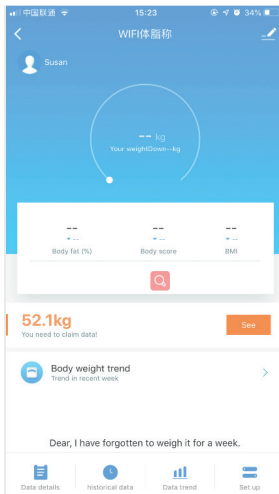 中国联通 15:23 34%
WIFI体脂称
Susan
-- kg
Your weightDown--kg
-- -- --
-- -- --
Body fat (%) Body score BMI
52.1kg
You need to claim data!
See
Body weight trend
Trend in recent week
Dear, I have forgotten to weigh it for a week.
Data details historical data Data trend Set up